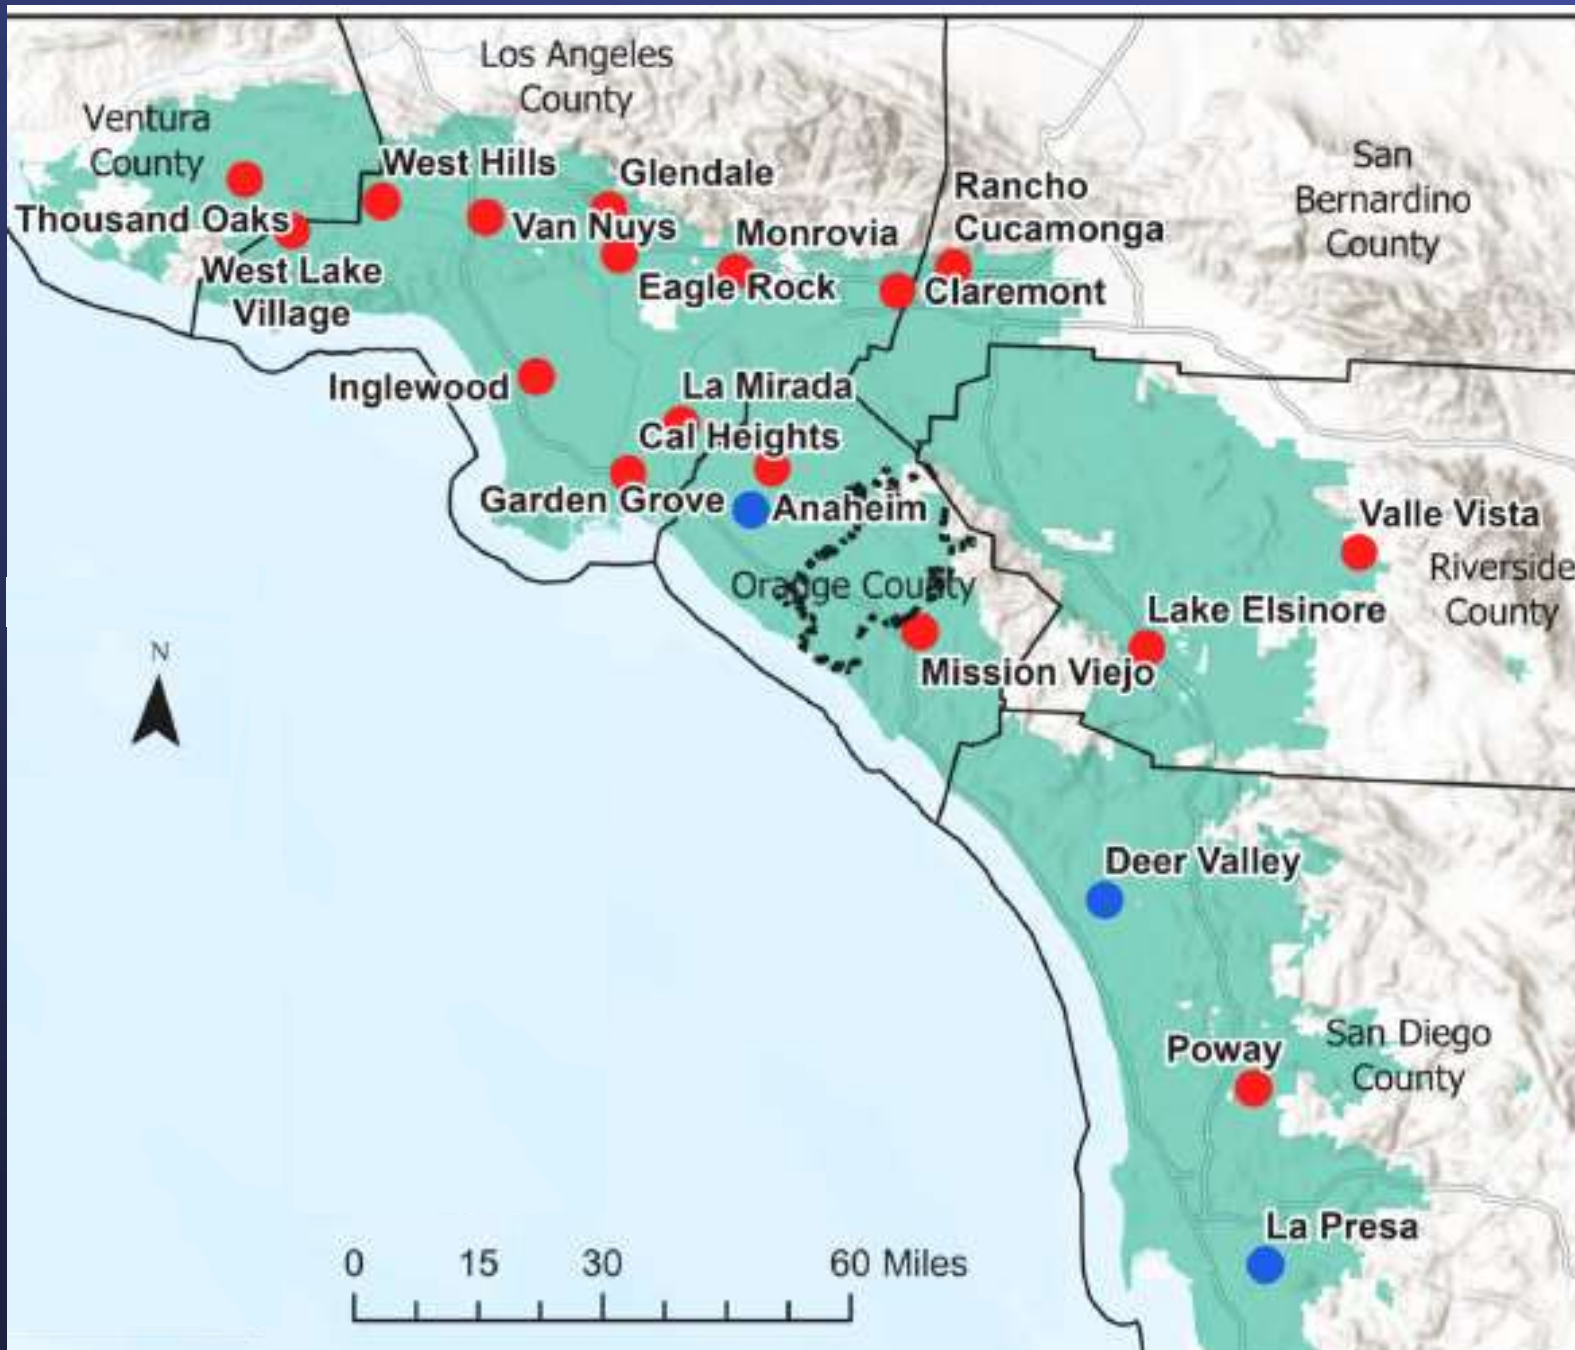 Los Angeles
County
Ventura
County
San
Bernardino
County
West Hills
Glendale
Rancho
Cucamonga
Thousand Oaks
Van Nuys
Monrovia
West Lake
Village
Eagle Rock
Claremont
Inglewood
La Mirada
Cal Heights
Garden Grove
Anaheim
Valle Vista
Riverside
County
Orange County
Lake Elsinore
Mission Viejo
N
Deer Valley
Poway
San Diego
County
La Presa
0 15 30 60 Miles